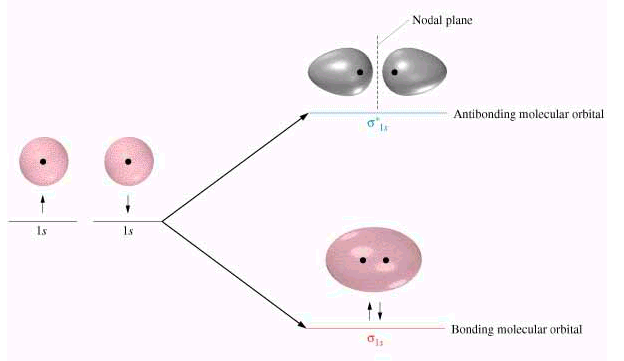 Nodal plane
σ*1s
Antibonding molecular orbital
1s
1s
σ1s
Bonding molecular orbital